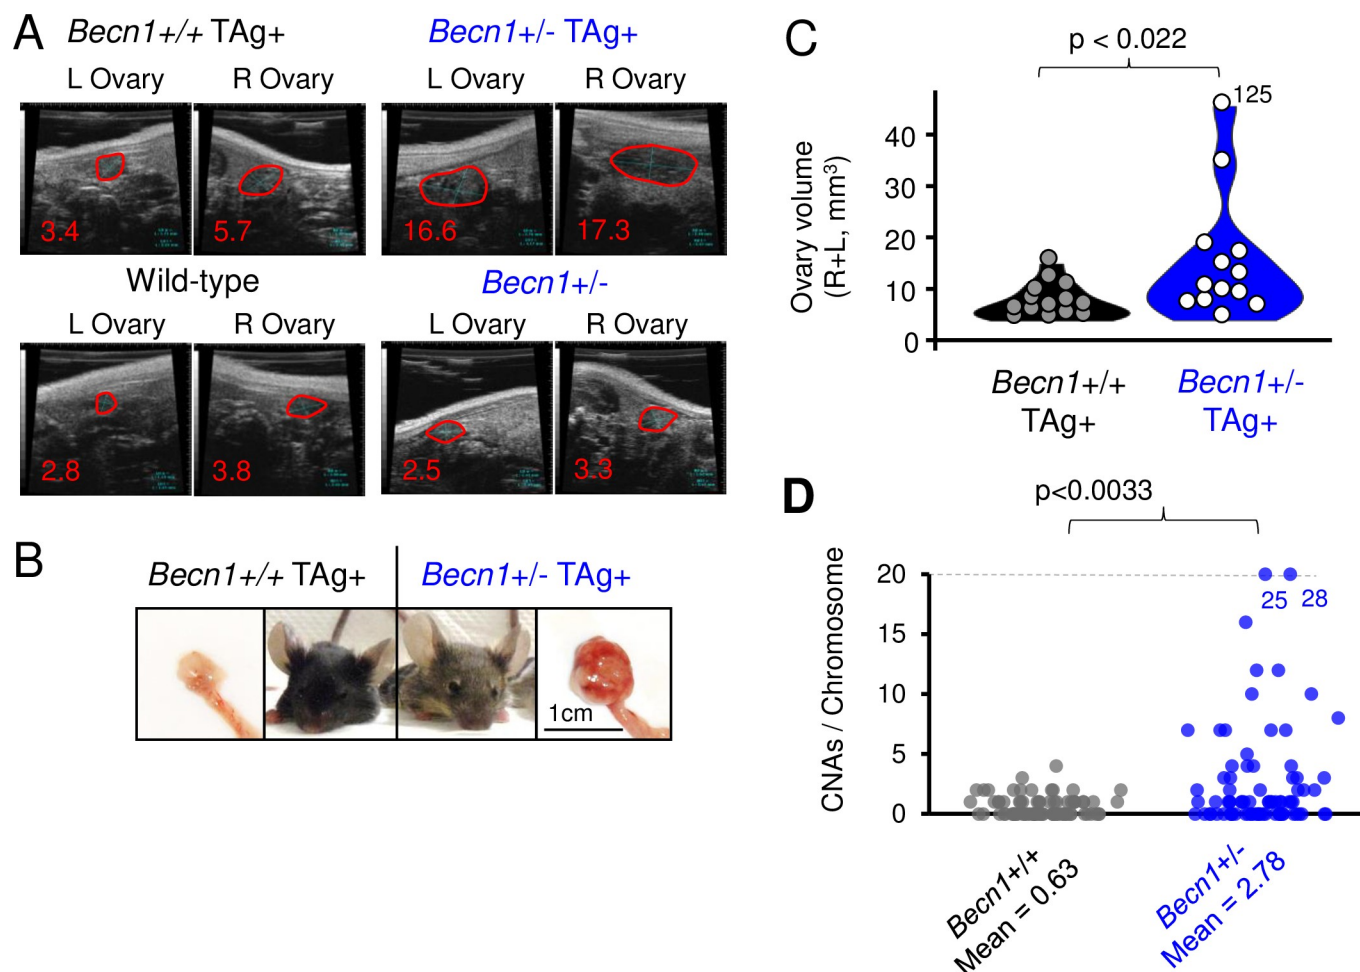 A
Becn1+/+ TAg+
Becn1+/- TAg+
L Ovary
R Ovary
L Ovary
R Ovary
3.4
5.7
16.6
17.3
Wild-type
Becn1+/-
L Ovary
R Ovary
L Ovary
R Ovary
2.8
3.8
2.5
3.3
B
Becn1+/+ TAg+
Becn1+/- TAg+
1cm
C
p < 0.022
125
Ovary volume
(R+L, mm³)
40
30
20
10
0
Becn1+/+
TAg+
Becn1+/-
TAg+
D
p<0.0033
CNAs / Chromosome
20
15
10
5
0
25
28
Becn1+/+
Mean = 0.63
Becn1+/-
Mean = 2.78